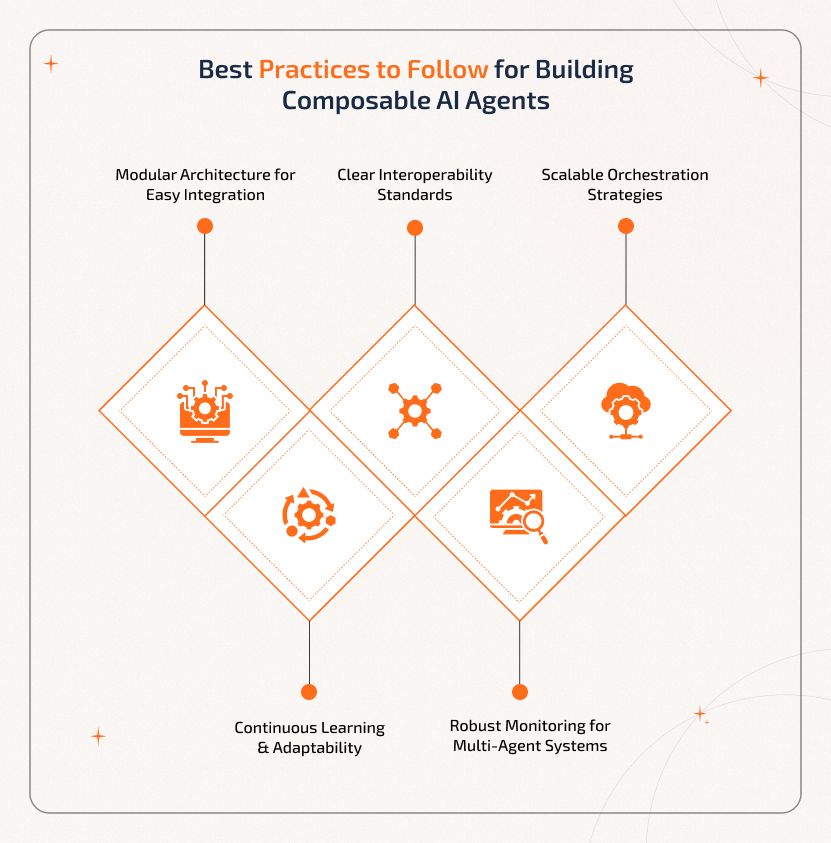 Best Practices to Follow for Building
Composable AI Agents
Modular Architecture for
Easy Integration
Clear Interoperability
Standards
Scalable Orchestration
Strategies
Continuous Learning
& Adaptability
Robust Monitoring for
Multi-Agent Systems